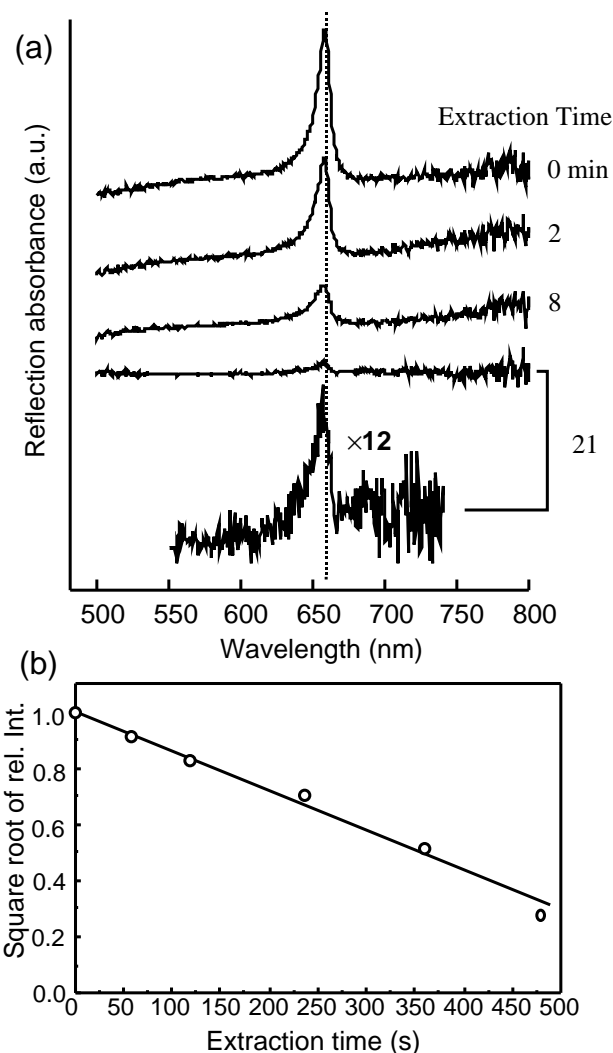 (a)
Reflection absorbance (a.u.)
Extraction Time
0 min
2
8
21
×12
500 550 600 650 700 750 800
Wavelength (nm)
(b)
Square root of rel. Int.
1.0
0.8
0.6
0.4
0.2
0.0
0 50 100 150 200 250 300 350 400 450 500
Extraction time (s)